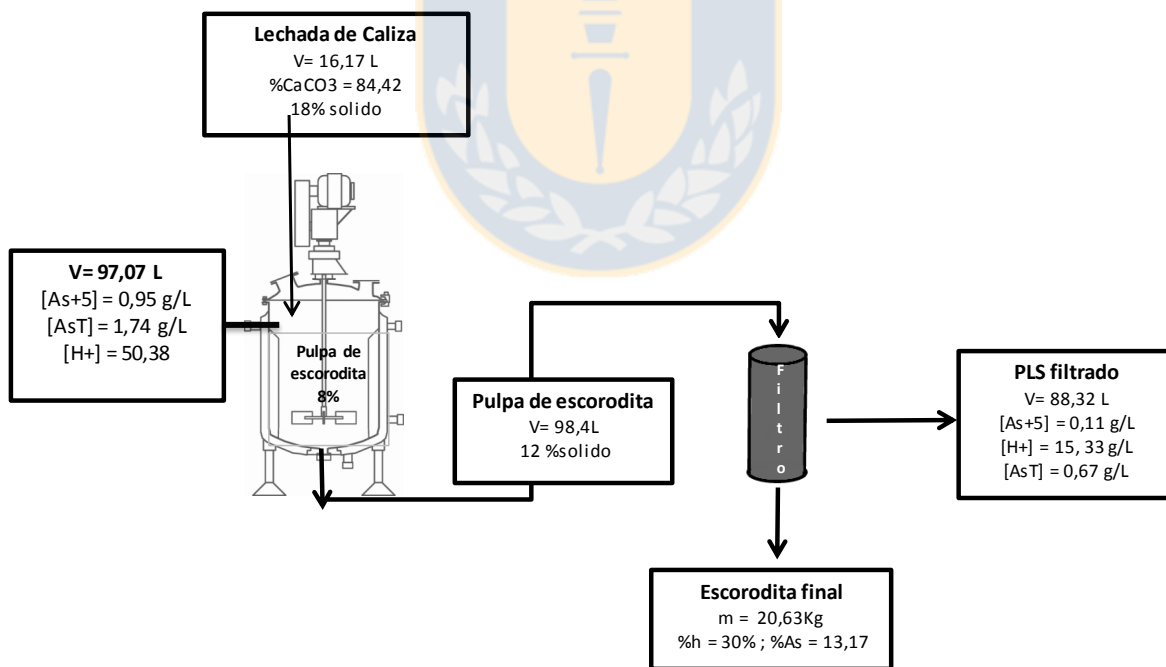 Lechada de Caliza
V= 16,17 L
%CaCO3 = 84,42
18% solido
V= 97,07 L
[As+5] = 0,95 g/L
[AsT] = 1,74 g/L
[H+] = 50,38
Pulpa de
escorodita
8%
Pulpa de escorodita
V= 98,4L
12 %solido
Filtro
PLS filtrado
V= 88,32 L
[As+5] = 0,11 g/L
[H+] = 15, 33 g/L
[AsT] = 0,67 g/L
Escorodita final
m = 20,63Kg
%h = 30% ; %As = 13,17